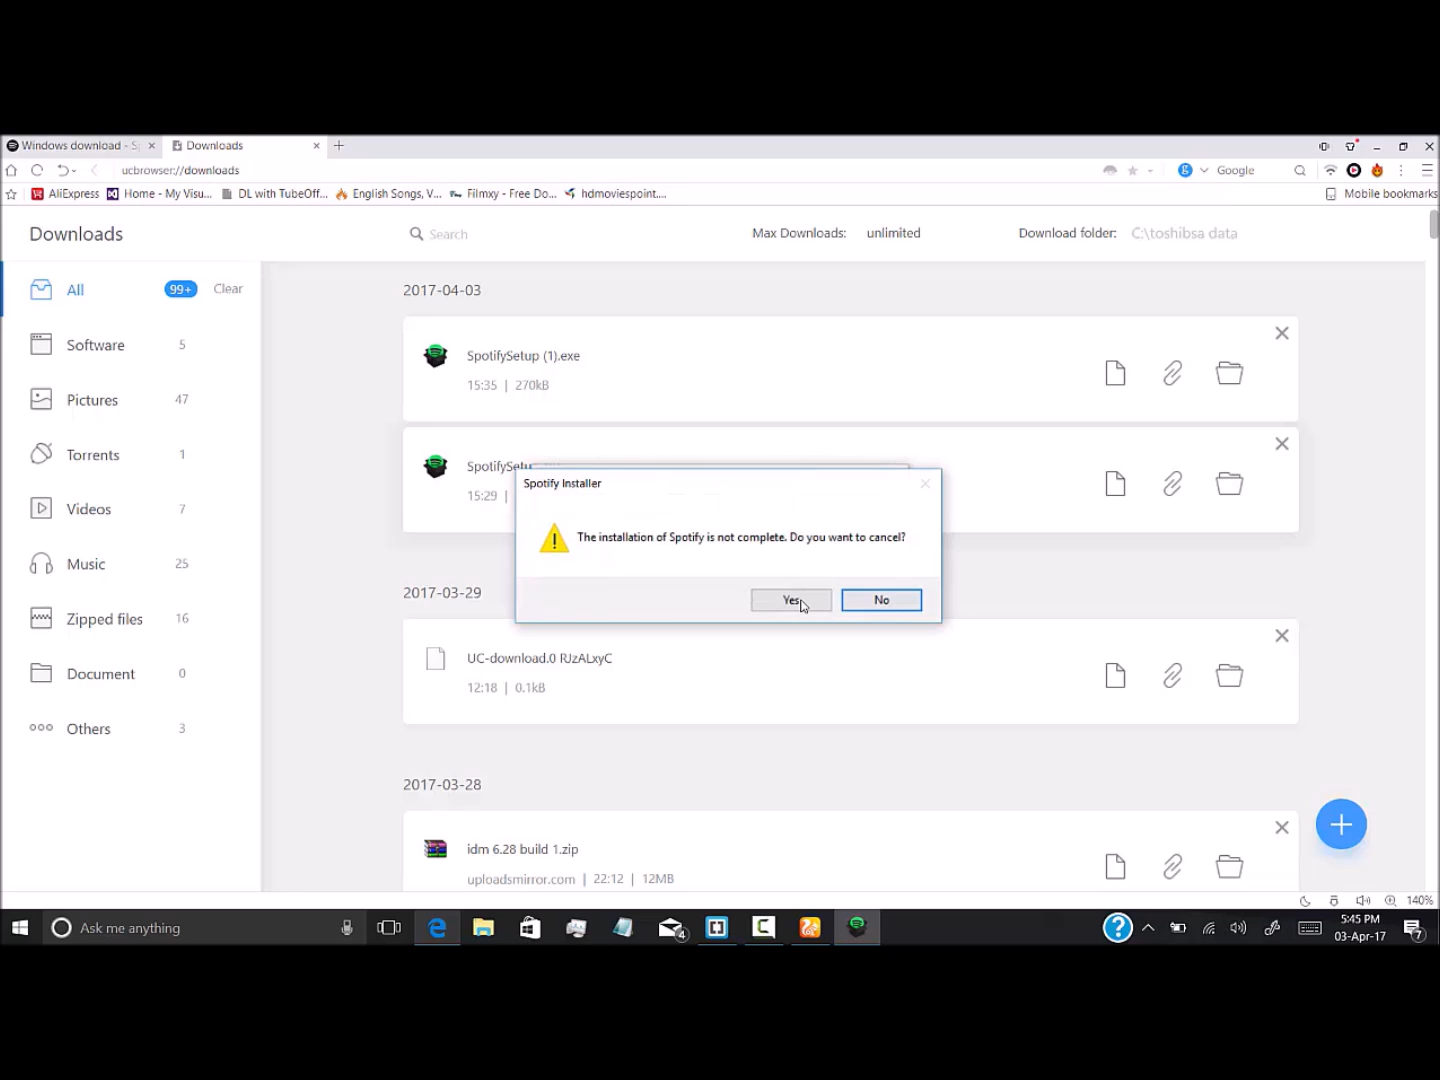 Windows download - S
Downloads
ucbrowser://downloads
Google
AliExpress
Home - My Visu...
DL with TubeOff...
English Songs, V...
Filmxy - Free Do...
hdmoviespoint....
Mobile bookmarks
Downloads
Search
Max Downloads: unlimited
Download folder: C:\toshibsa data
All 99+ Clear
Software 5
Pictures 47
Torrents 1
Videos 7
Music 25
Zipped files 16
Document 0
Others 3
2017-04-03
SpotifySetup (1).exe
15:35 | 270kB
SpotifySetu
15:29 |
Spotify Installer
The installation of Spotify is not complete. Do you want to cancel?
Yes
No
2017-03-29
UC-download.0 RJzALxyC
12:18 | 0.1kB
2017-03-28
idm 6.28 build 1.zip
uploadsmirror.com | 22:12 | 12MB
140%
Ask me anything
4
5:45 PM
03-Apr-17
7